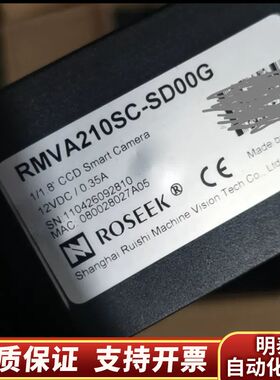 RMVA210SC-SD00G
1/1 8' CCD Smart Camera
12VDC / 0.35A
SN 110426092810
MAC 080028027A05
Made
ROSEEK®
Shanghai Ruishi Machine Vision Tech Co., Ltd
质保证 支持开票
明泰
自动化